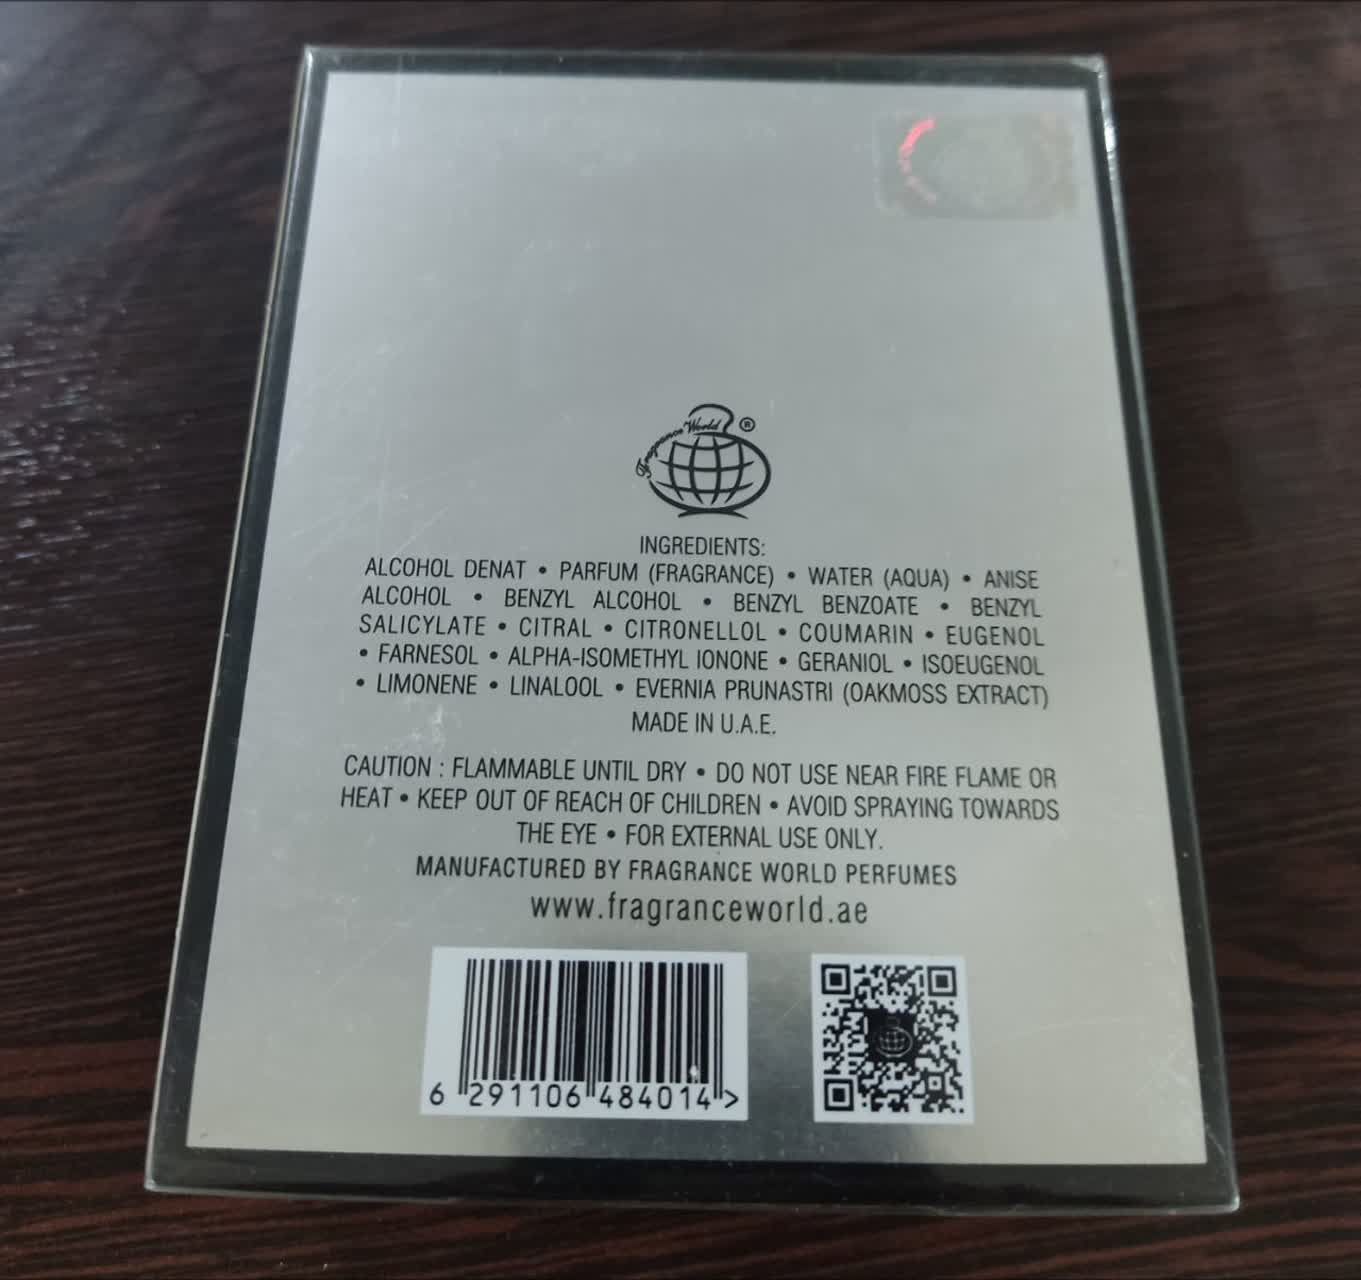 Fragrance World ®
INGREDIENTS:
ALCOHOL DENAT • PARFUM (FRAGRANCE) • WATER (AQUA) • ANISE
ALCOHOL • BENZYL ALCOHOL • BENZYL BENZOATE • BENZYL
SALICYLATE • CITRAL • CITRONELLOL • COUMARIN • EUGENOL
• FARNESOL • ALPHA-ISOMETHYL IONONE • GERANIOL • ISOEUGENOL
• LIMONENE • LINALOOL • EVERNIA PRUNASTRI (OAKMOSS EXTRACT)
MADE IN U.A.E.
CAUTION : FLAMMABLE UNTIL DRY • DO NOT USE NEAR FIRE FLAME OR
HEAT • KEEP OUT OF REACH OF CHILDREN • AVOID SPRAYING TOWARDS
THE EYE • FOR EXTERNAL USE ONLY.
MANUFACTURED BY FRAGRANCE WORLD PERFUMES
www.fragranceworld.ae
6 291106 484014 >